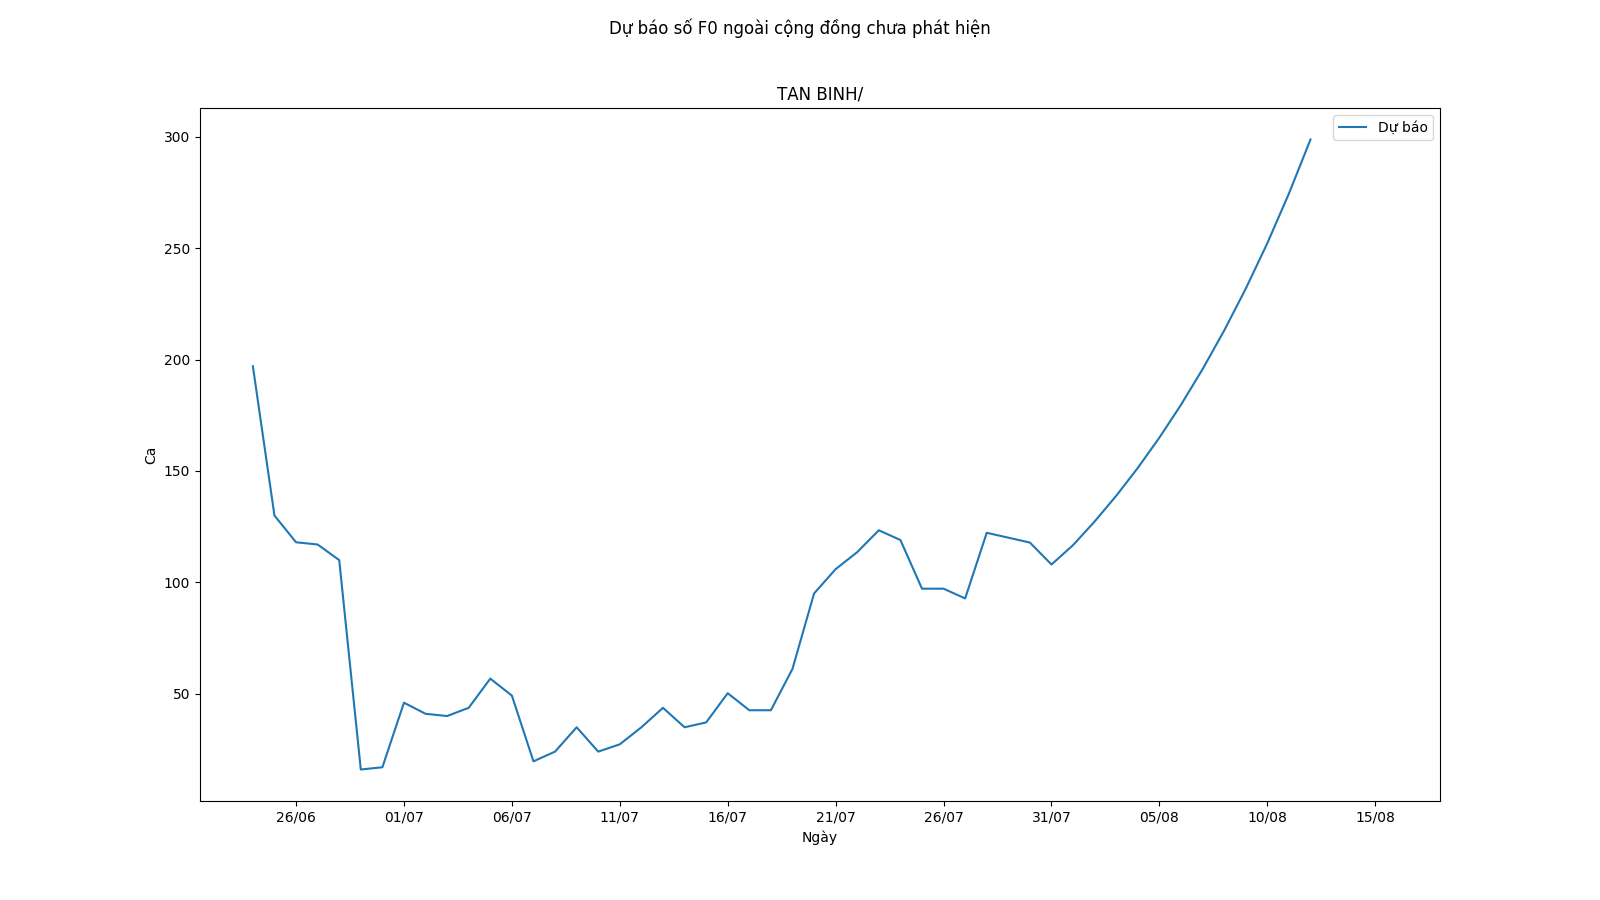 Dự báo số F0 ngoài cộng đồng chưa phát hiện
TAN BINH/
Dự báo
300
250
200
150
100
50
Ca
26/06 01/07 06/07 11/07 16/07 21/07 26/07 31/07 05/08 10/08 15/08
Ngày